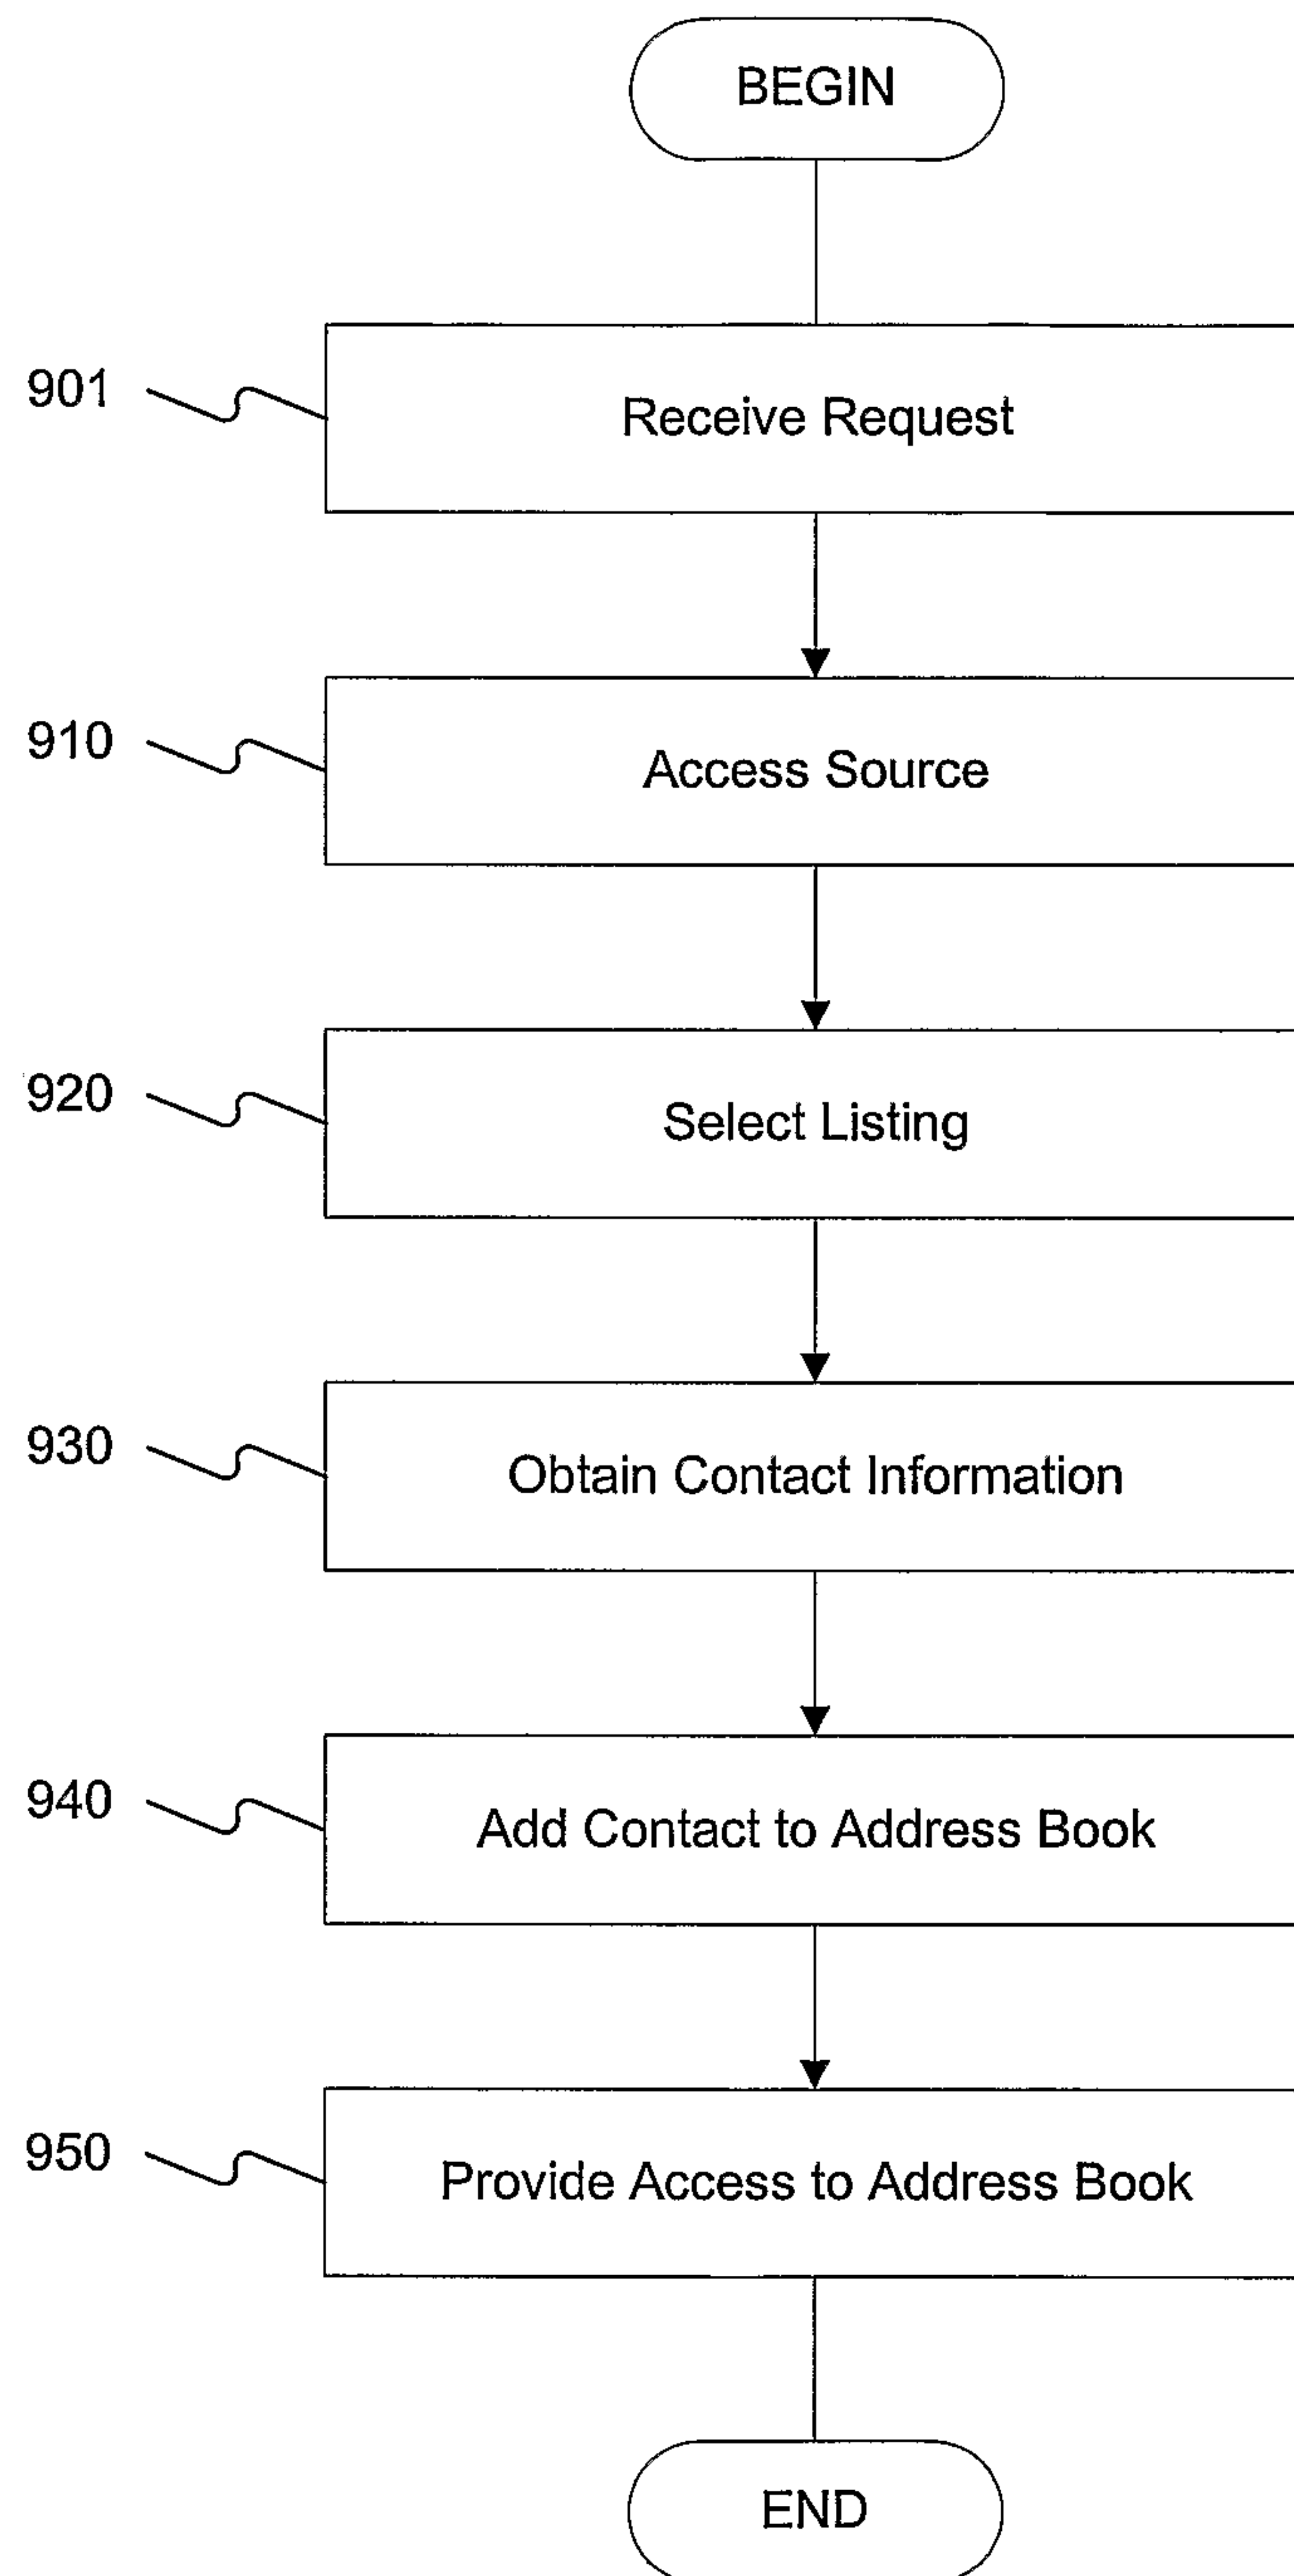 BEGIN
901
Receive Request
910
Access Source
920
Select Listing
930
Obtain Contact Information
940
Add Contact to Address Book
950
Provide Access to Address Book
END